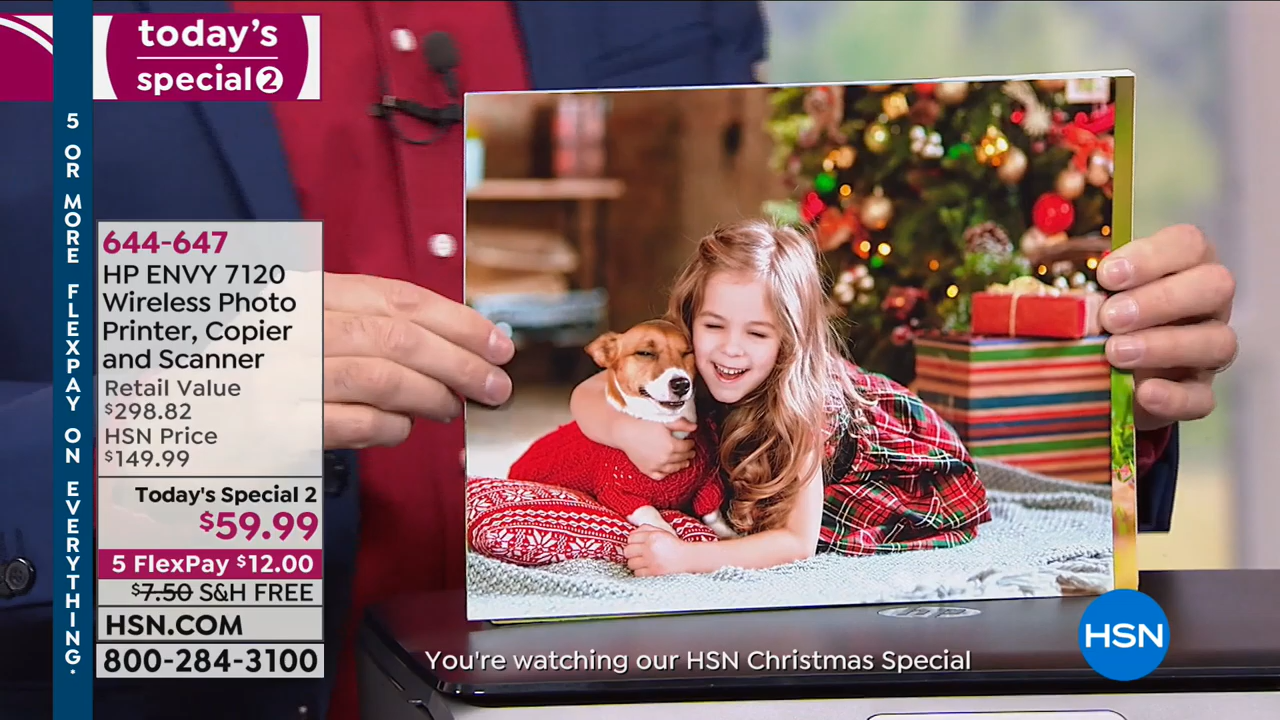 today's
special 2
5 OR MORE FLEXPAY ON EVERYTHING.
644-647
HP ENVY 7120
Wireless Photo
Printer, Copier
and Scanner
Retail Value
$298.82
HSN Price
$149.99
Today's Special 2
$59.99
5 FlexPay $12.00
$7.50 S&H FREE
HSN.COM
800-284-3100
You're watching our HSN Christmas Special
HSN
hp